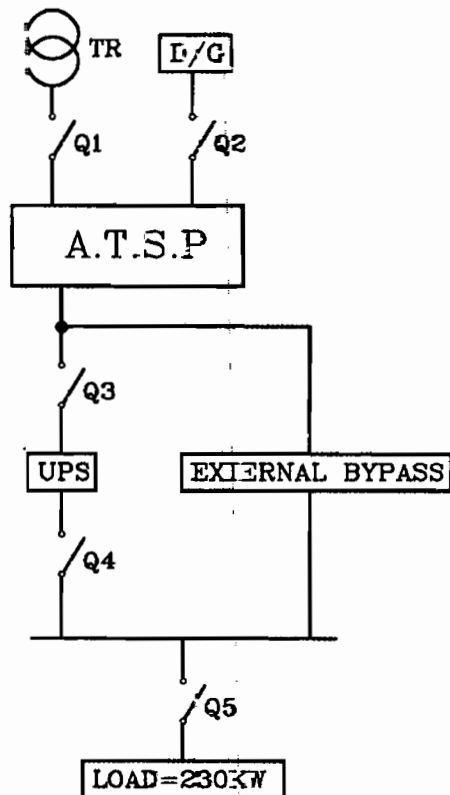 TR
D/G
Q1
Q2
A.T.S.P
Q3
UPS
EXTERNAL BYPASS
Q4
Q5
LOAD=230KW